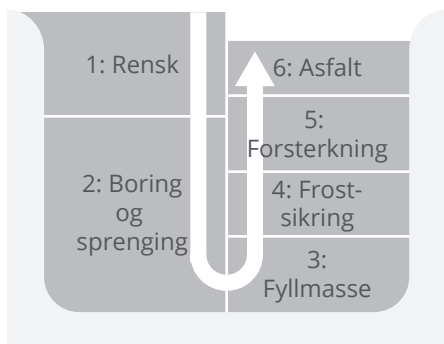 1: Rensk
2: Boring
og
sprenging
3:
Fyllmasse
4: Frost-
sikring
5:
Forsterkning
6: Asfalt